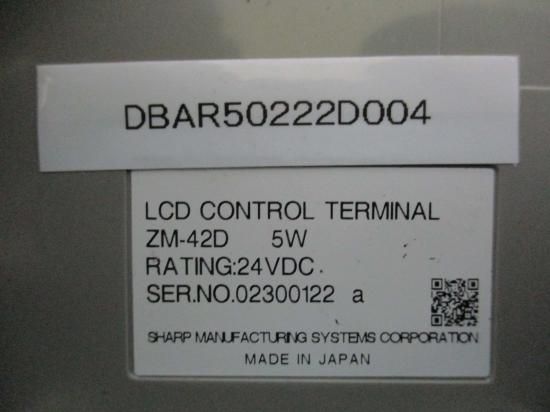 DBAR50222D004
LCD CONTROL TERMINAL
ZM-42D 5W
RATING:24VDC.
SER.NO.02300122 a
SHARP MANUFACTURING SYSTEMS CORPORATION
MADE IN JAPAN